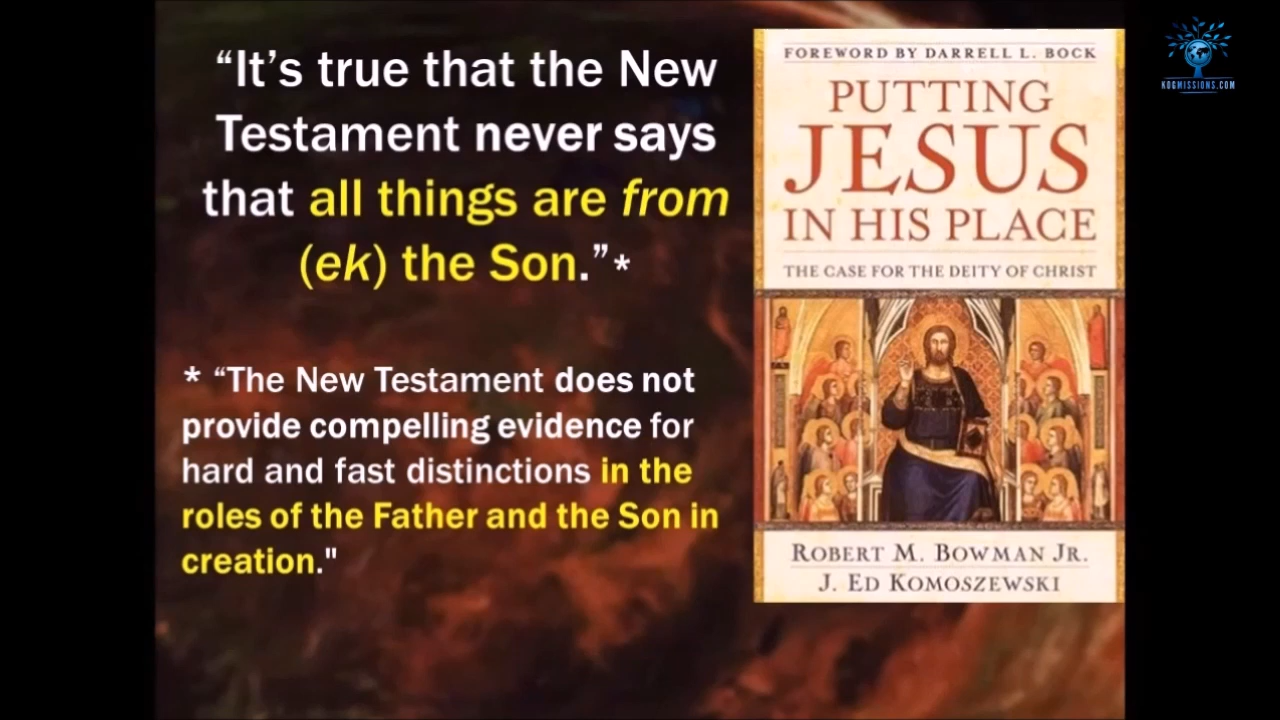 “It’s true that the New
Testament never says
that all things are from
(ek) the Son.”*
* “The New Testament does not
provide compelling evidence for
hard and fast distinctions in the
roles of the Father and the Son in
creation."
FOREWORD BY DARRELL L. BOCK
PUTTING
JESUS
IN HIS PLACE
THE CASE FOR THE DEITY OF CHRIST
ROBERT M. BOWMAN JR.
J. ED KOMOSZEWSKI
KOGMISSIONS.COM